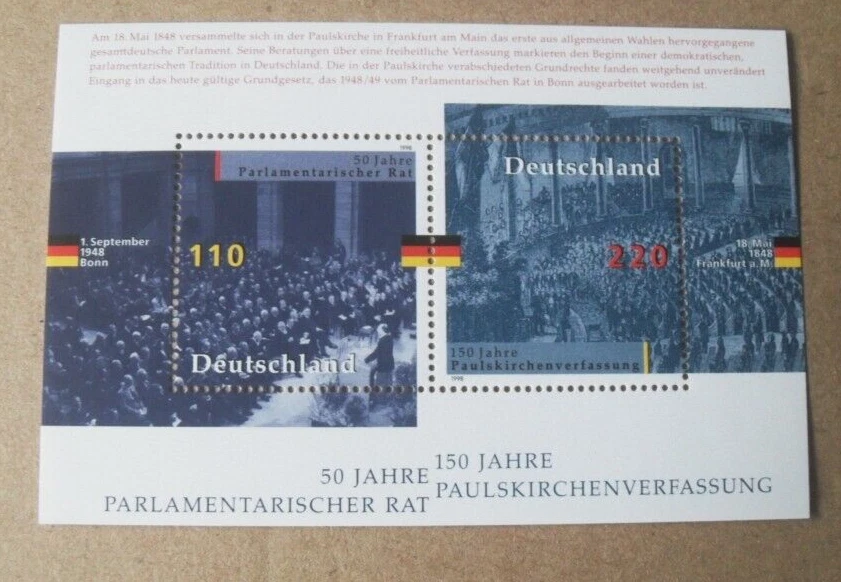 Am 18. Mai 1848 versammelte sich in der Paulskirche in Frankfurt am Main das erste aus allgemeinen Wahlen hervorgegangene
gesamtdeutsche Parlament. Seine Beratungen über eine freiheitliche Verfassung markieren den Beginn einer demokratischen,
parlamentarischen Tradition in Deutschland. Die in der Paulskirche verabschiedeten Grundrechte fanden weitgehend unverändert
Eingang in das heute gültige Grundgesetz, das 1948/49 vom Parlamentarischen Rat in Bonn ausgearbeitet worden ist.
1998
50 Jahre
Parlamentarischer Rat
1. September
1948
Bonn
110
Deutschland
Deutschland
220
18. Mai
1848
Frankfurt a. M.
150 Jahre
Paulskirchenverfassung
1998
50 JAHRE
PARLAMENTARISCHER RAT
150 JAHRE
PAULSKIRCHENVERFASSUNG